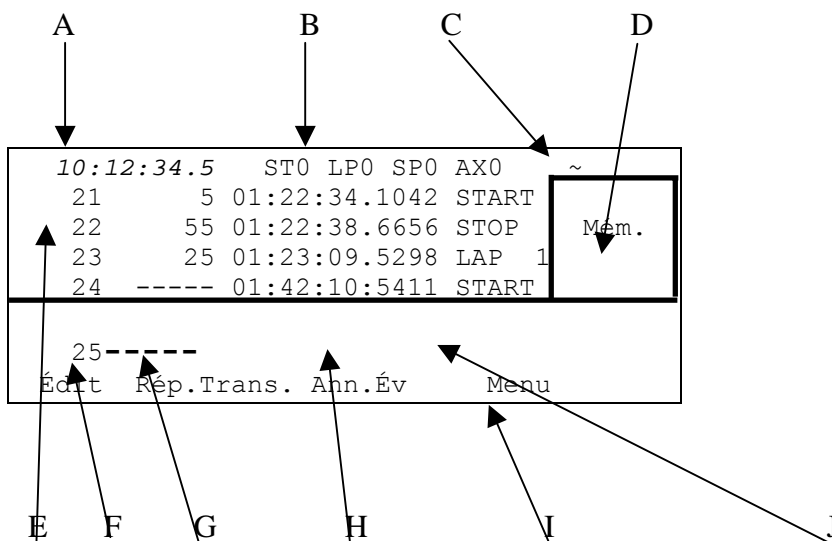 A B C D
10:12:34.5 ST0 LP0 SP0 AX0 ~
21 5 01:22:34.1042 START
22 55 01:22:38.6656 STOP Mém.
23 25 01:23:09.5298 LAP 1
24 ----- 01:42:10:5411 START
25-----
Édit Rép.Trans. Ann.Év Menu
E F G H I J